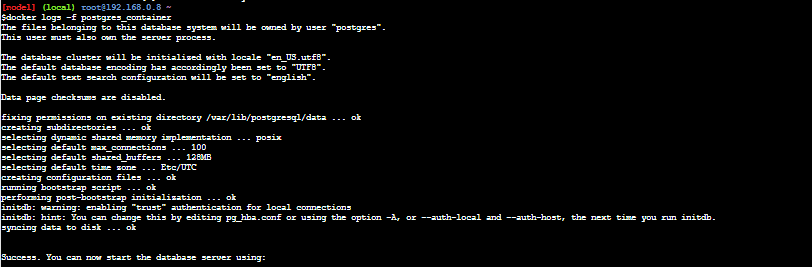 [node1] (local) root@192.168.0.8 ~
$docker logs -f postgres_container
The files belonging to this database system will be owned by user "postgres".
This user must also own the server process.
The database cluster will be initialized with locale "en_US.utf8".
The default database encoding has accordingly been set to "UTF8".
The default text search configuration will be set to "english".
Data page checksums are disabled.
fixing permissions on existing directory /var/lib/postgresql/data ... ok
creating subdirectories ... ok
selecting dynamic shared memory implementation ... posix
selecting default max_connections ... 100
selecting default shared_buffers ... 128MB
selecting default time zone ... Etc/UTC
creating configuration files ... ok
running bootstrap script ... ok
performing post-bootstrap initialization ... ok
initdb: warning: enabling "trust" authentication for local connections
initdb: hint: You can change this by editing pg_hba.conf or using the option -A, or --auth-local and --auth-host, the next time you run initdb.
syncing data to disk ... ok
Success. You can now start the database server using: